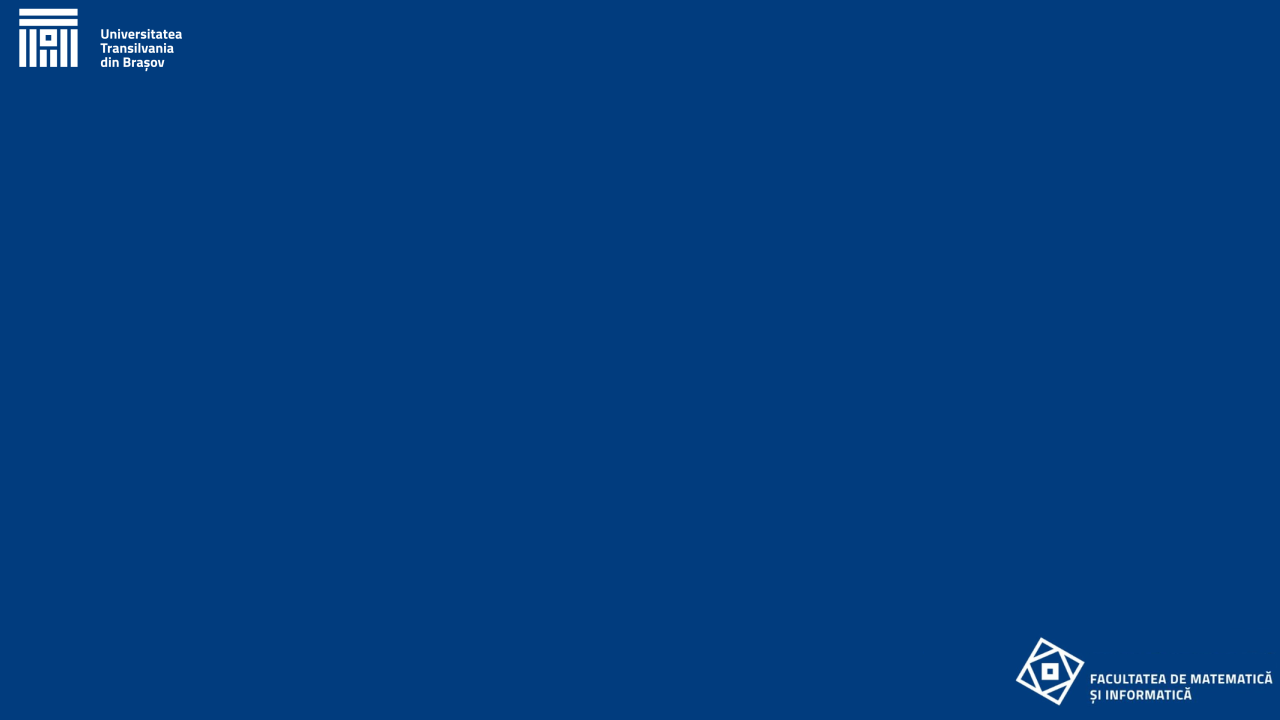 Universitatea
Transilvania
din Brașov
FACULTATEA DE MATEMATICĂ
ȘI INFORMATICĂ